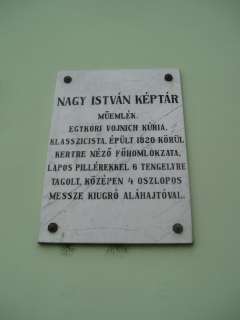 NAGY ISTVÁN KÉPTÁR
MŰEMLÉK.
EGYKORI VOJNICH KÚRIA.
KLASSZICISTA, ÉPÜLT 1820 KÖRÜL
KERTRE NÉZŐ FŐHOMLOKZATA,
LAPOS PILLÉREKKEL 6 TENGELYRE
TAGOLT, KÖZÉPEN 4 OSZLOPOS
MESSZE KIUGRÓ ALÁHAJTÓVAL.